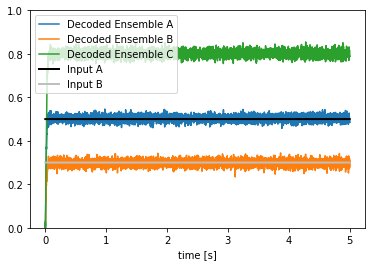 1.0
0.8
0.6
0.4
0.2
0.0
Decoded Ensemble A
Decoded Ensemble B
Decoded Ensemble C
Input A
Input B
0 1 2 3 4 5
time [s]